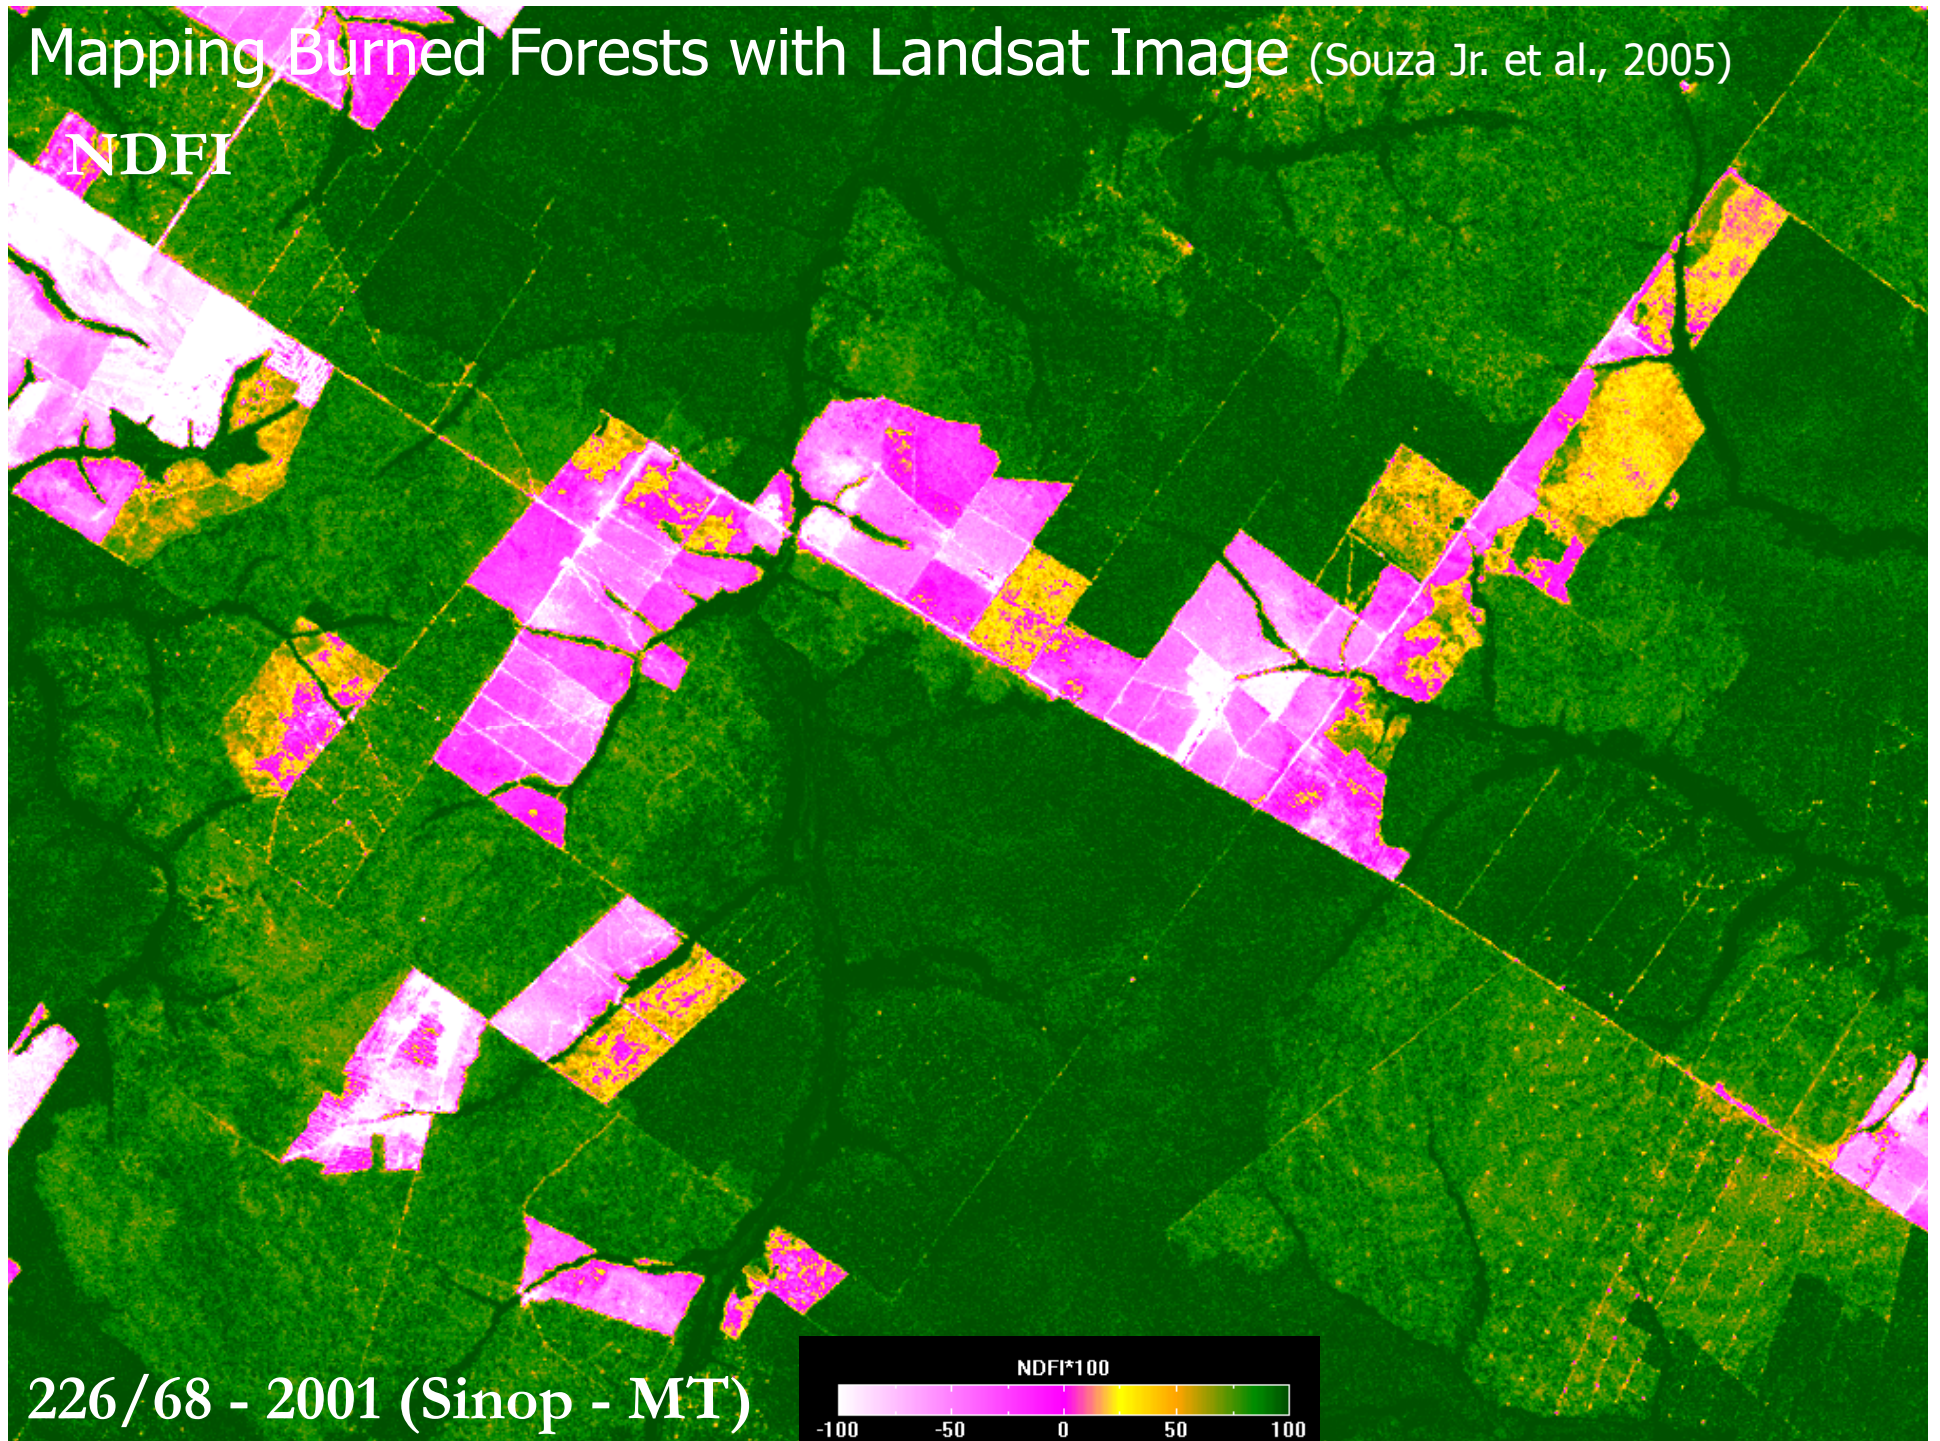 Mapping Burned Forests with Landsat Image (Souza Jr. et al., 2005)
NDFI
226/68 - 2001 (Sinop - MT)
NDFI*100
-100 -50 0 50 100